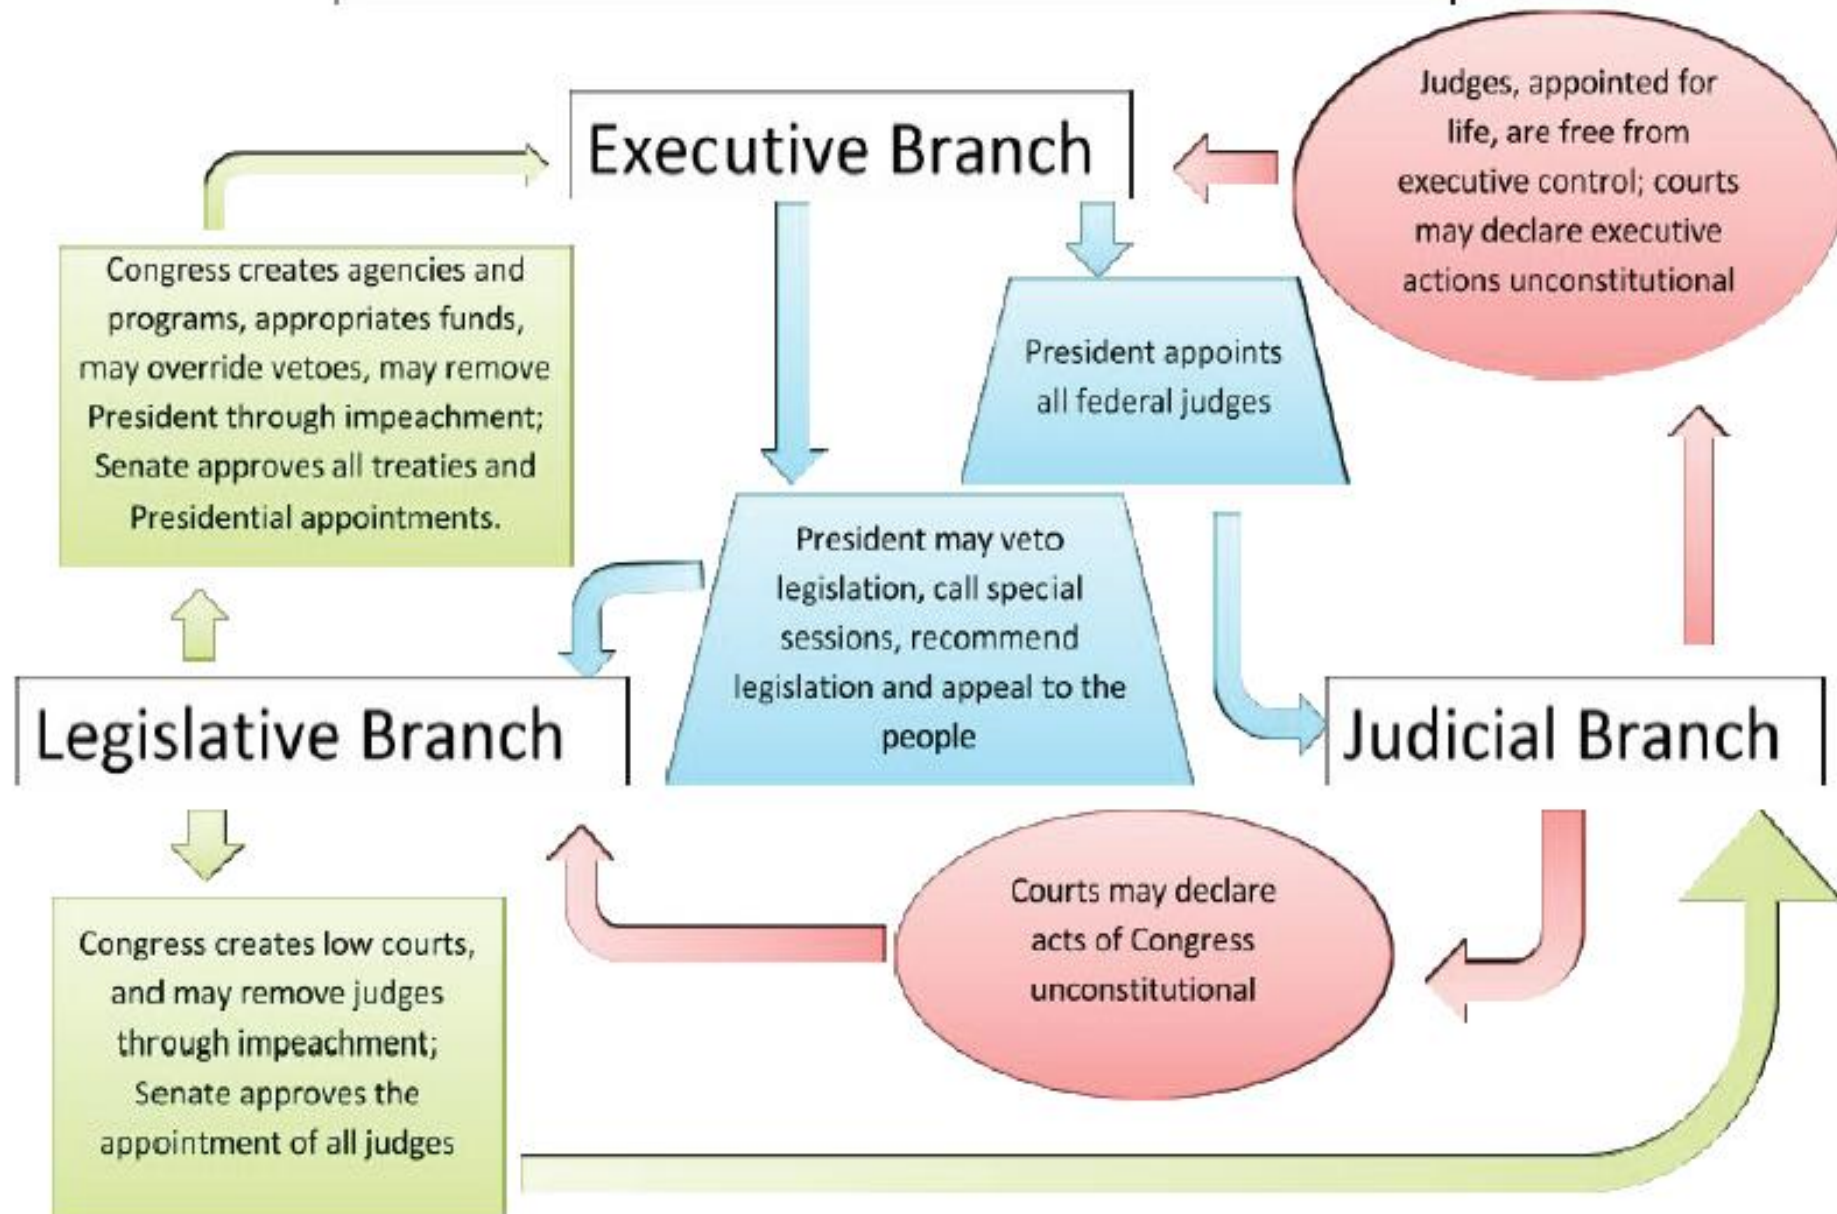 Executive Branch
Judges, appointed for
life, are free from
executive control; courts
may declare executive
actions unconstitutional
Congress creates agencies and
programs, appropriates funds,
may override vetoes, may remove
President through impeachment;
Senate approves all treaties and
Presidential appointments.
President appoints
all federal judges
President may veto
legislation, call special
sessions, recommend
legislation and appeal to the
people
Legislative Branch
Judicial Branch
Courts may declare
acts of Congress
unconstitutional
Congress creates low courts,
and may remove judges
through impeachment;
Senate approves the
appointment of all judges